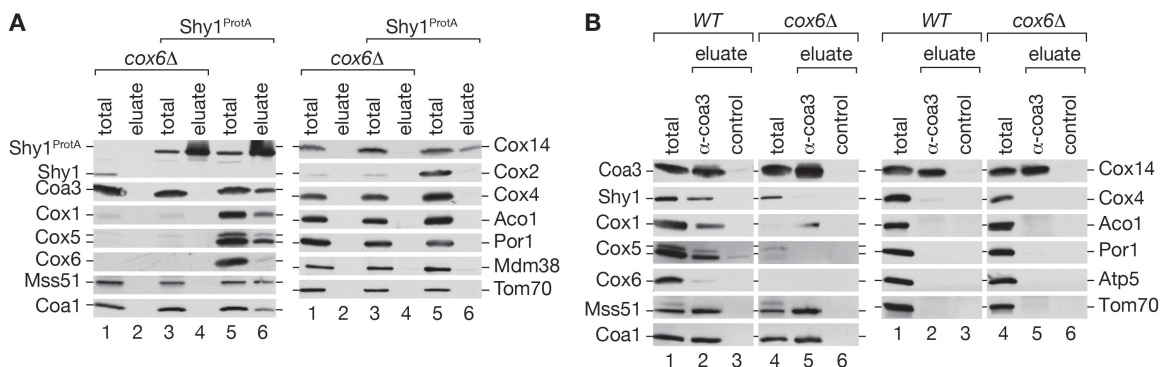 A
Shy1ProtA
cox6Δ
total
eluate
total
eluate
total
eluate
Shy1ProtA
Shy1
Coa3
Cox1
Cox5
Cox6
Mss51
Coa1
1 2 3 4 5 6
Shy1ProtA
cox6Δ
total
eluate
total
eluate
total
eluate
Cox14
Cox2
Cox4
Aco1
Por1
Mdm38
Tom70
1 2 3 4 5 6
B
WT cox6Δ
eluate eluate
total
α-coa3
control
total
α-coa3
control
Coa3
Shy1
Cox1
Cox5
Cox6
Mss51
Coa1
1 2 3 4 5 6
WT cox6Δ
eluate eluate
total
α-coa3
control
total
α-coa3
control
Cox14
Cox4
Aco1
Por1
Atp5
Tom70
1 2 3 4 5 6